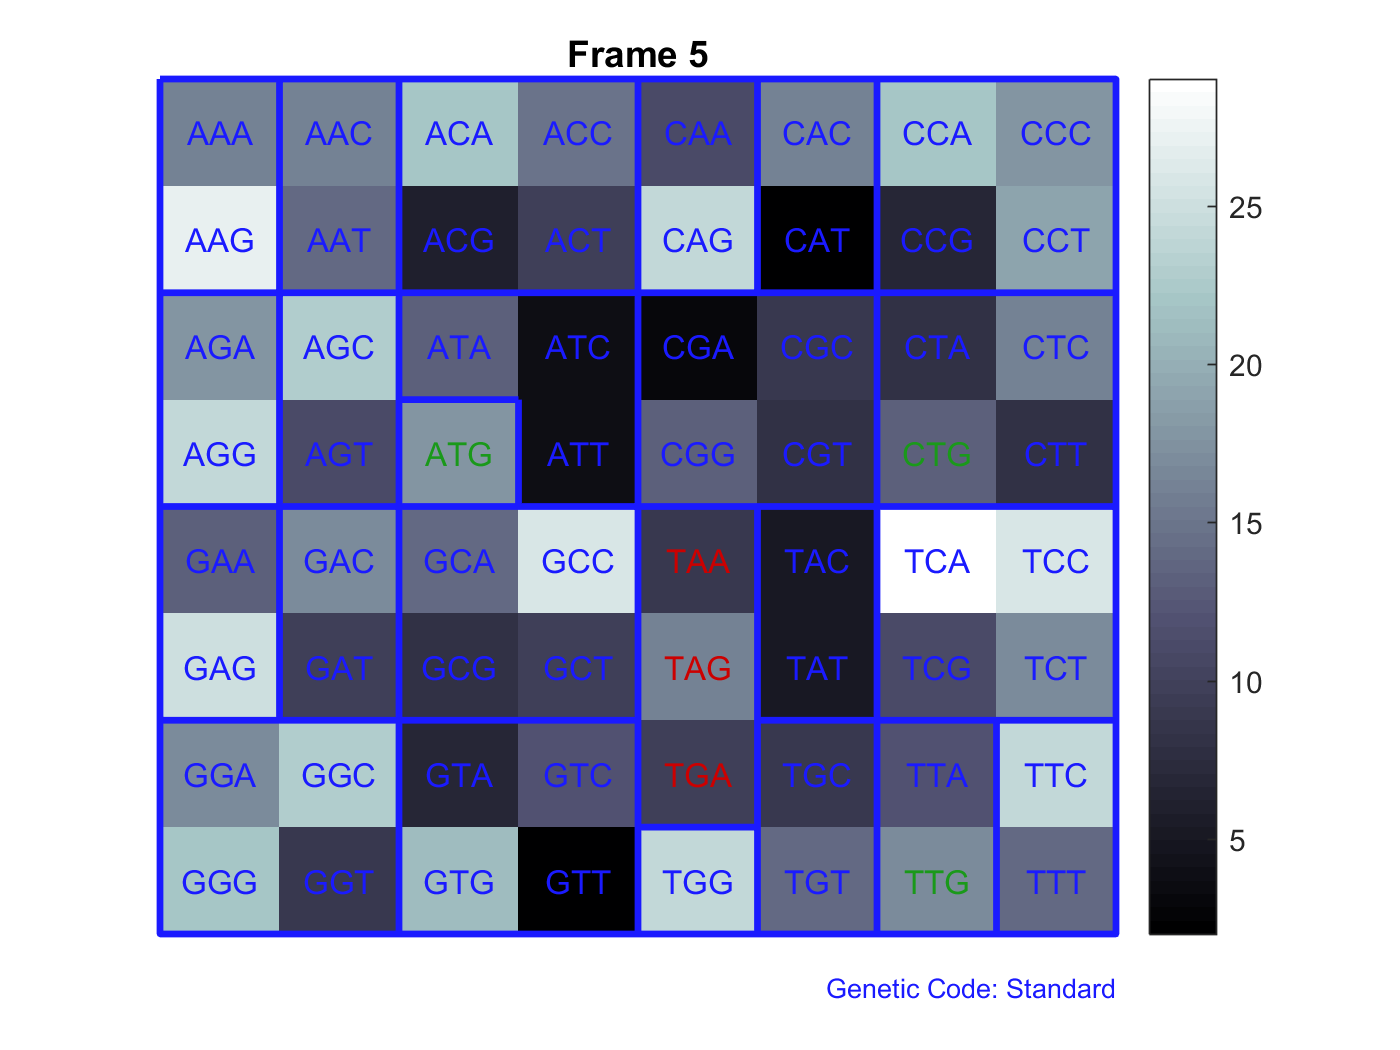 Frame 5
AAA AAC ACA ACC CAA CAC CCA CCC
AAG AAT ACG ACT CAG CAT CCG CCT
25
AGA AGC ATA ATC CGA CGC CTA CTC
20
AGG AGT ATG ATT CGG CGT CTG CTT
15
GAA GAC GCA GCC TAA TAC TCA TCC
GAG GAT GCG GCT TAG TAT TCG TCT
10
GGA GGC GTA GTC TGA TGC TTA TTC
5
GGG GGT GTG GTT TGG TGT TTG TTT
Genetic Code: Standard